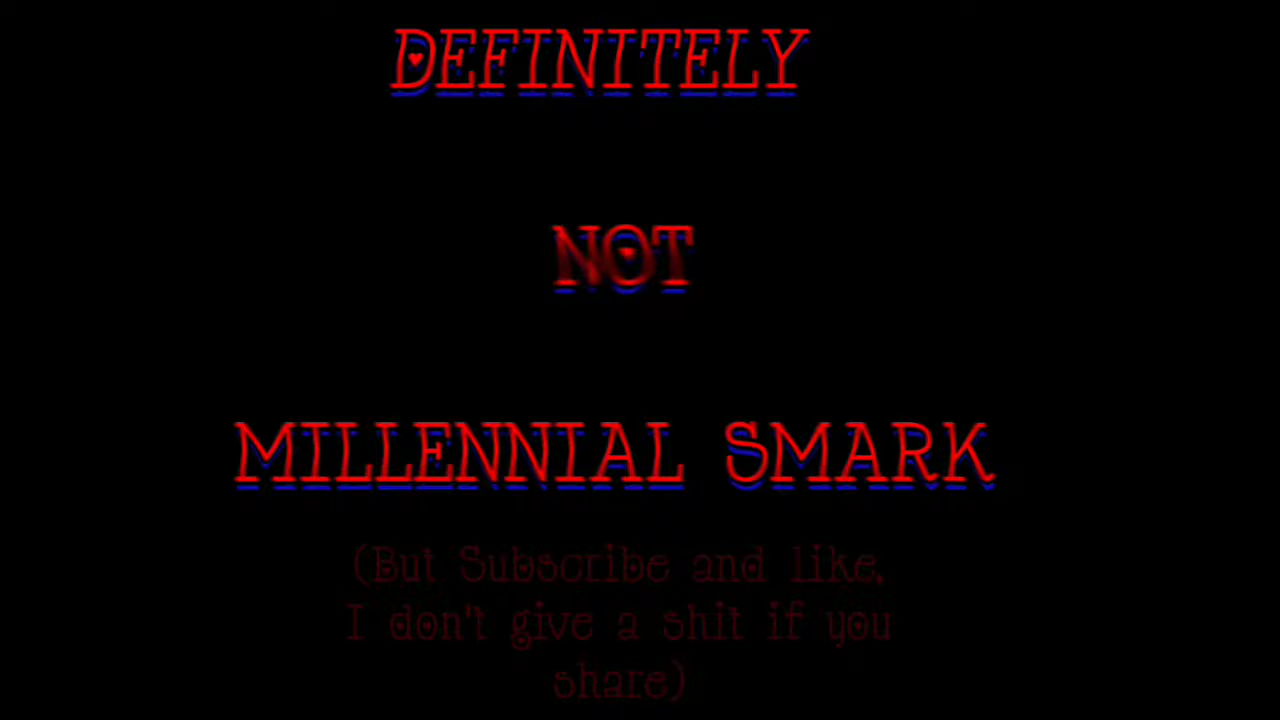 DEFINITELY
NOT
MILLENNIAL SMARK
(But Subscribe and like,
I don't give a shit if you
share)